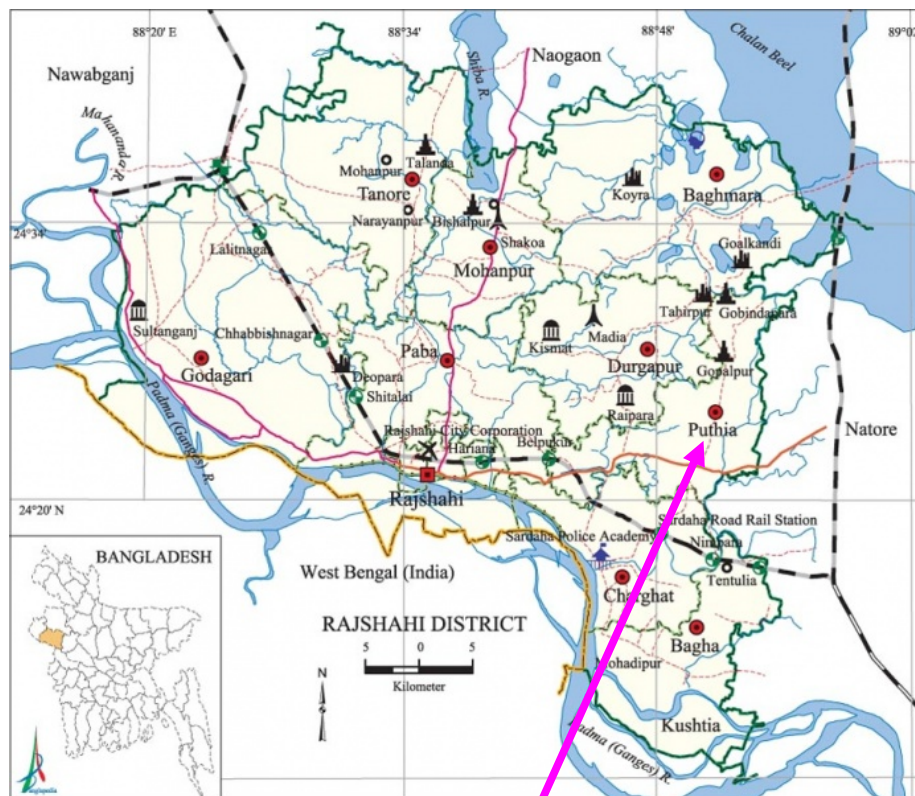 88°20' E
88°34'
88°48'
89°02
Naogaon
Chalan Beel
Nawabganj
Shiba R.
Mahananda R.
Mohanpur
Talanda
Tanore
Koyra
Baghmara
Narayanpur
Bishalpur
24°34'
Lalitnagar
Shakoa
Mohanpur
Goalkandi
Tahirpur
Gobindapara
Sultanganj
Chhabbishnagar
Paba
Kismat
Madia
Durgapur
Gopalpur
Godagari
Deopara
Shitalai
Raipara
Puthia
Natore
Padma (Ganges) R.
Rajshahi City Corporation
Hariana
Belpukur
Rajshahi
24°20' N
Sardaha Road Rail Station
Sardaha Police Academy
Tentulia
BANGLADESH
West Bengal (India)
Charghat
RAJSHAHI DISTRICT
Bagha
5 0 5 10
Kilometer
N
Mohadipur
Kushtia
Padma (Ganges) R.